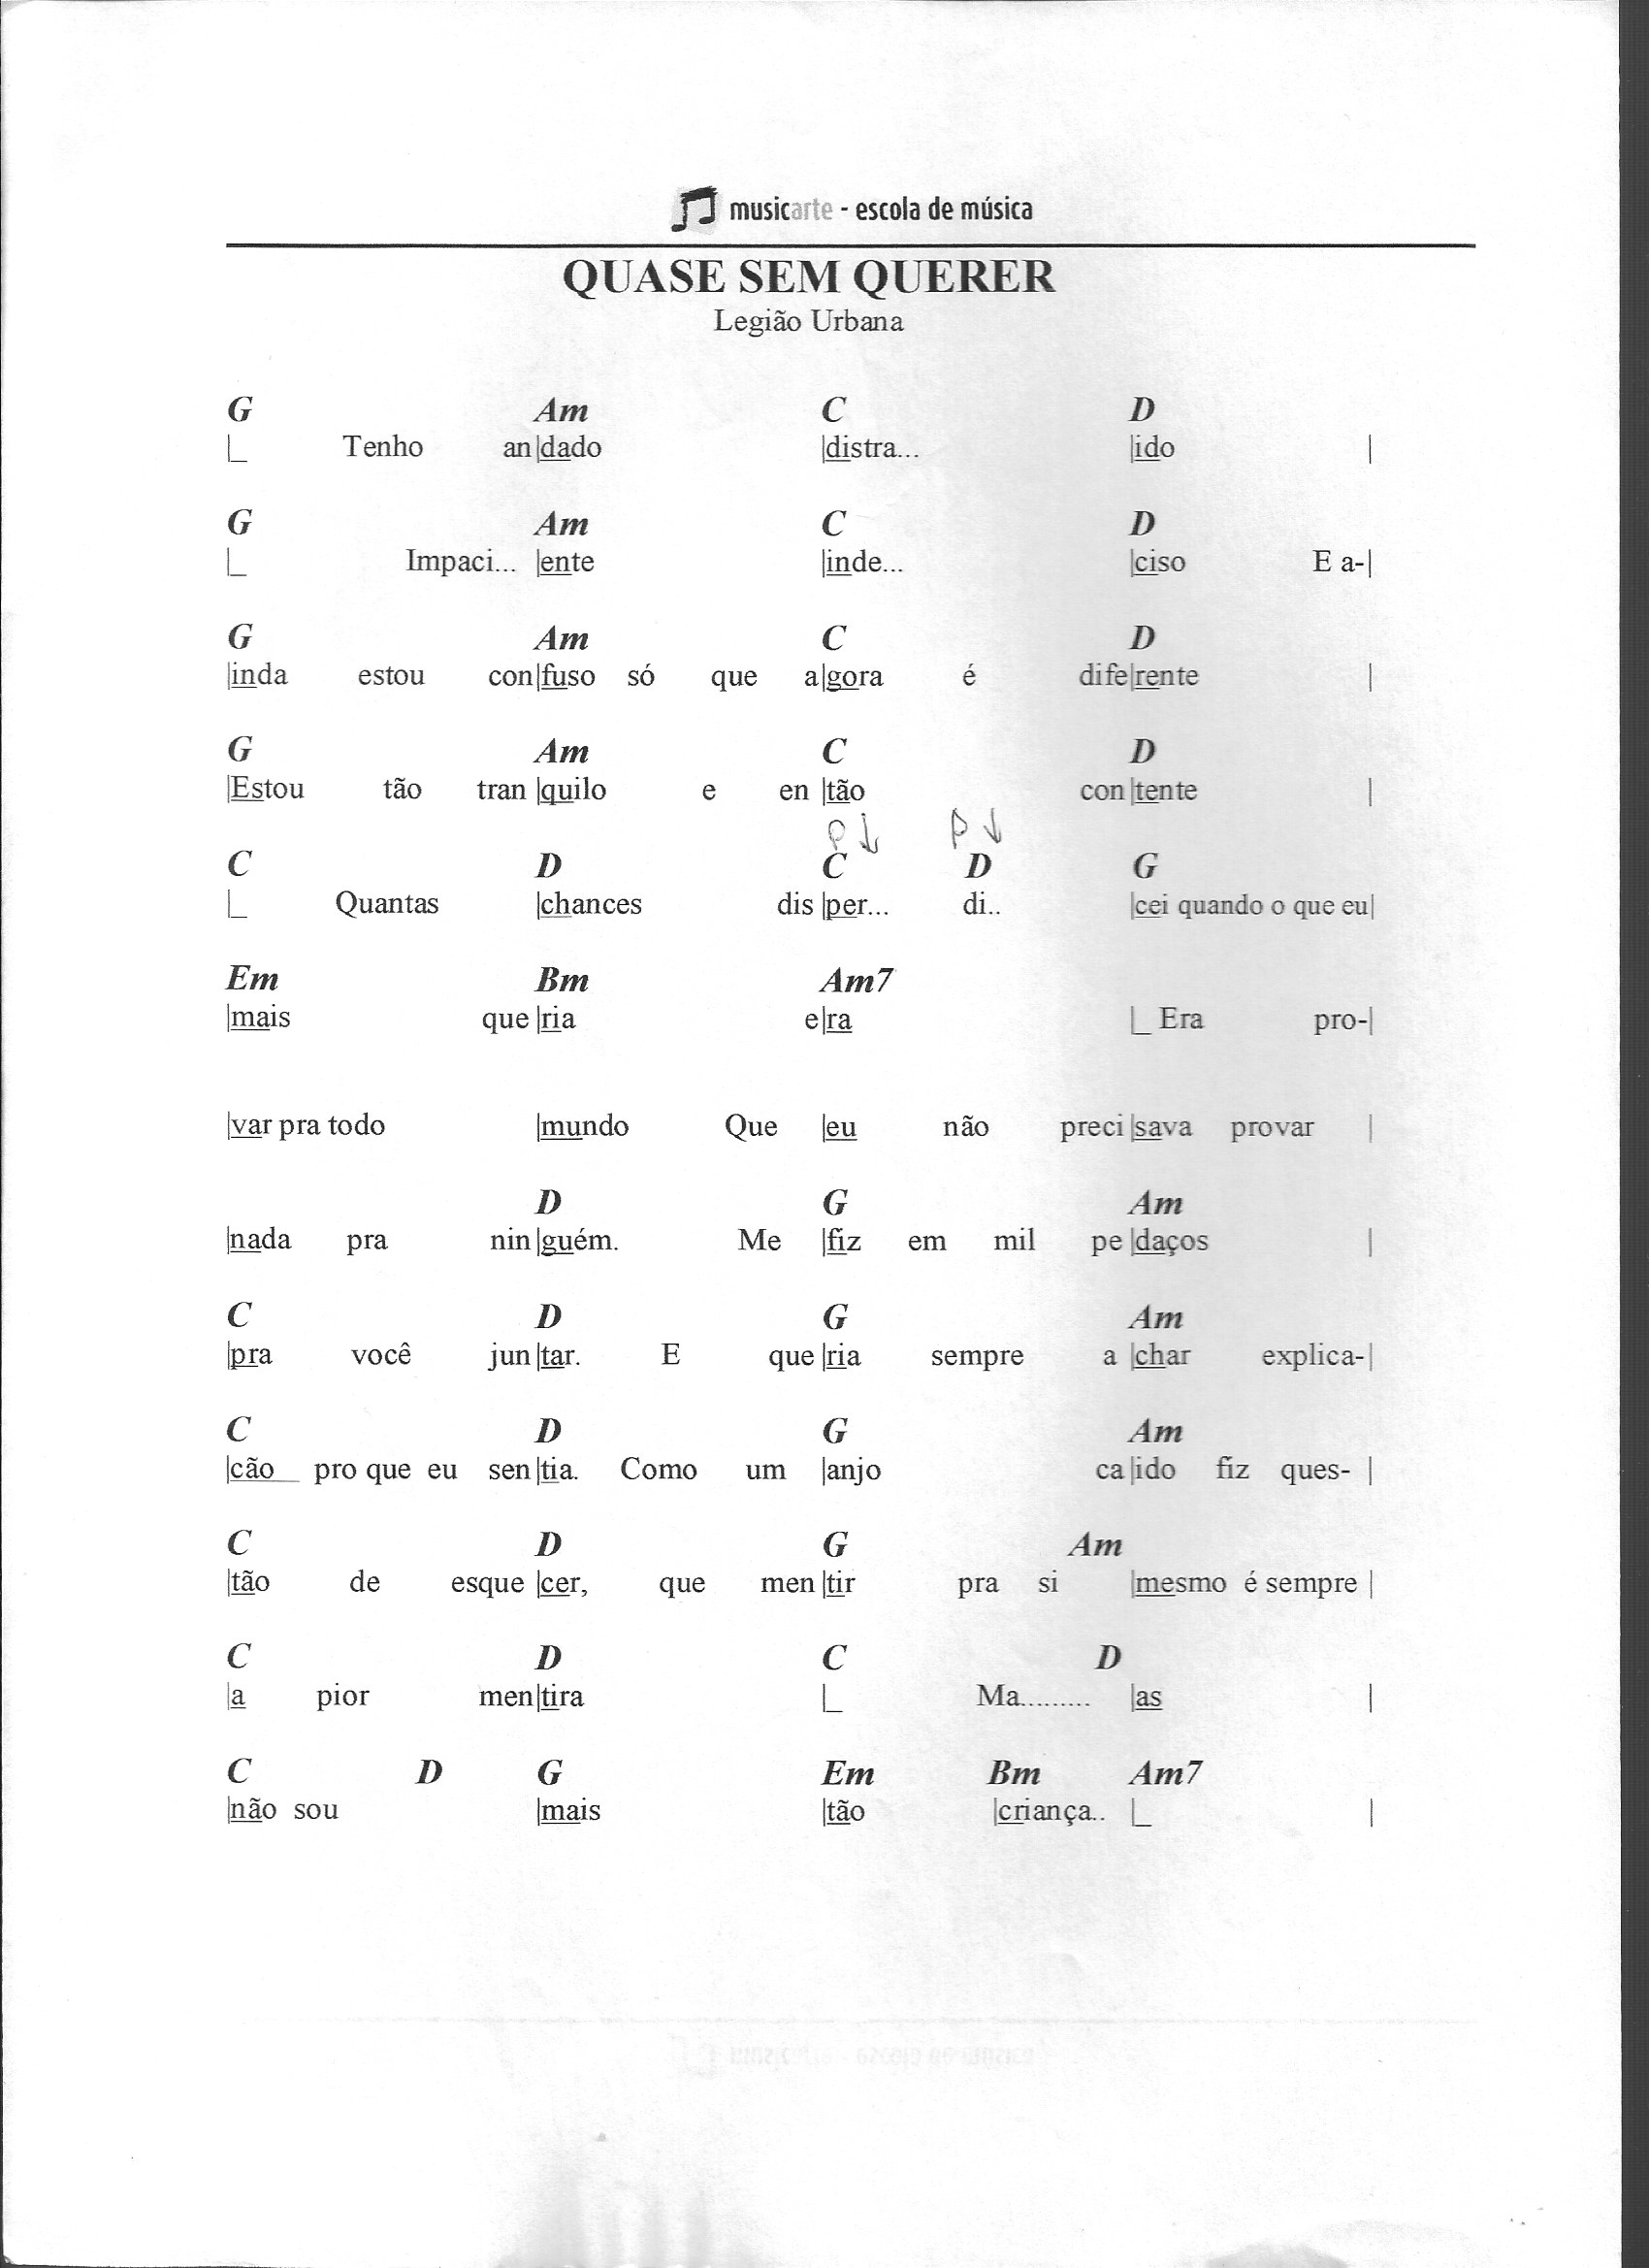 musicarte - escola de música
QUASE SEM QUERER
Legião Urbana
G Am C D
|_ Tenho an|dado |distra... |ido |
G Am C D
|_ Impaci... |ente |inde... |ciso E a-|
G Am C D
|inda estou con|fuso só que a|gora é dife|rente |
G Am C D
|Estou tão tran|quilo e en|tão con|tente |
P↓ P↓
C D C D G
|_ Quantas |chances dis|per... di.. |cei quando o que eu|
Em Bm Am7
|mais que|ria e|ra |_ Era pro-|
|var pra todo |mundo Que |eu não preci|sava provar |
D G Am
|nada pra nin|guém. Me |fiz em mil pe|daços |
C D G Am
|pra você jun|tar. E que|ria sempre a|char explica-|
C D G Am
|cão__ pro que eu sen|tia. Como um |anjo ca|ido fiz ques-|
C D G Am
|tão de esque|cer, que men|tir pra si |mesmo é sempre |
C D C D
|a pior men|tira |_ Ma......... |as |
C D G Em Bm Am7
|não sou |mais |tão |criança.. |_ |